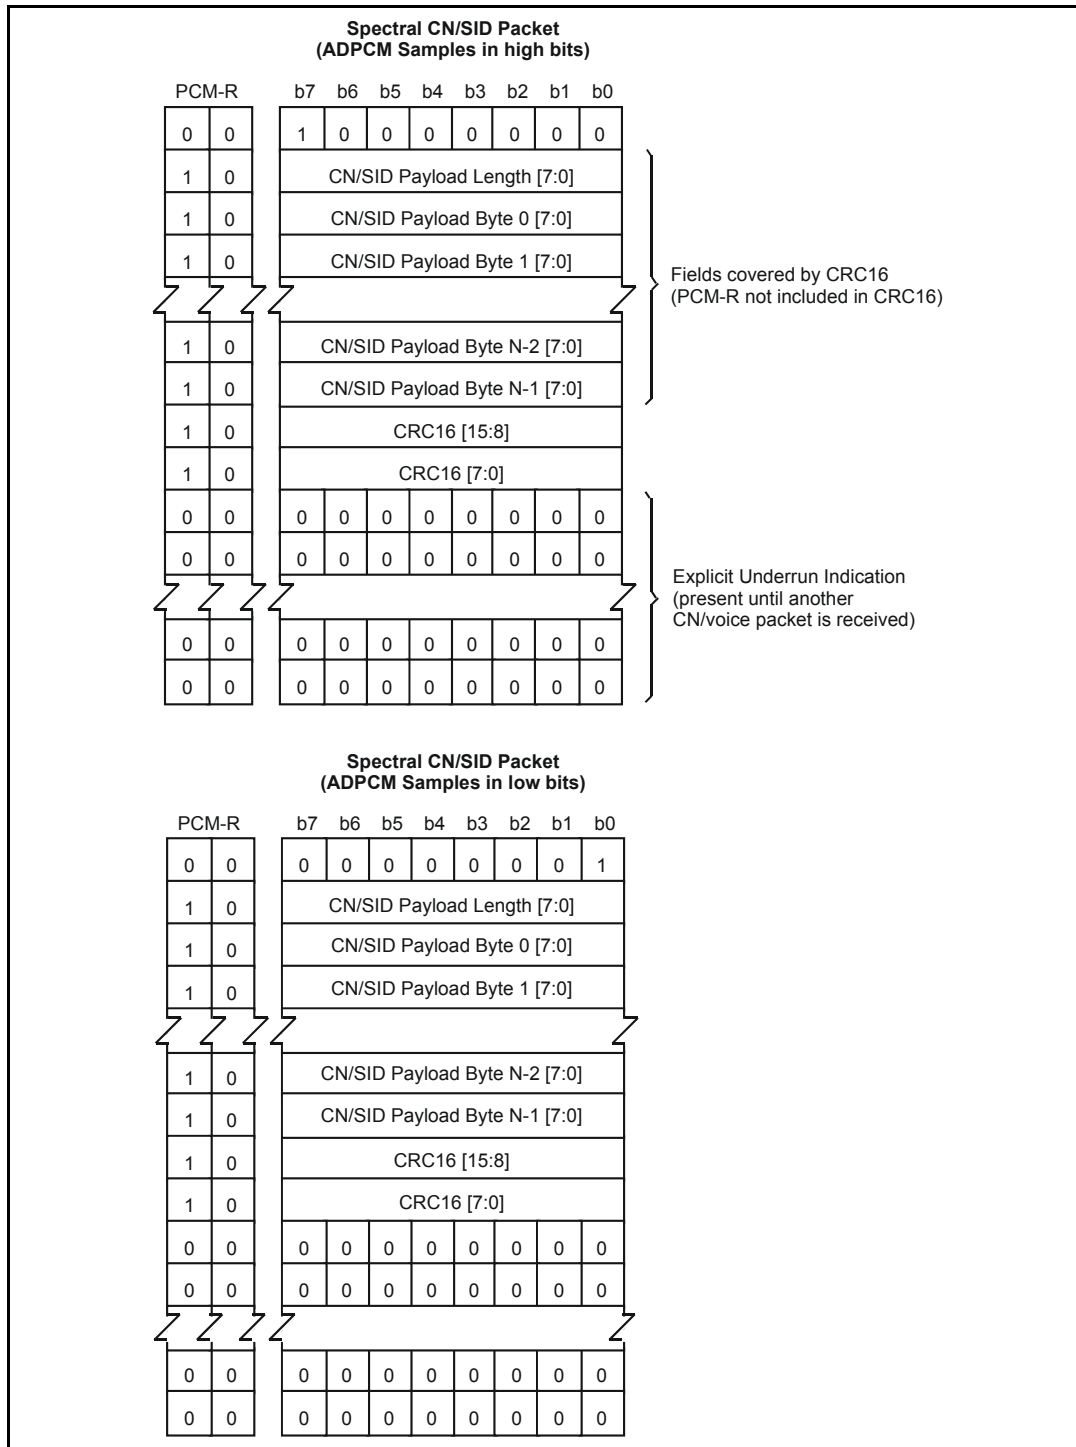 Spectral CN/SID Packet
(ADPCM Samples in high bits)
PCM-R b7 b6 b5 b4 b3 b2 b1 b0
0 0 1 0 0 0 0 0 0 0
1 0 CN/SID Payload Length [7:0]
1 0 CN/SID Payload Byte 0 [7:0]
1 0 CN/SID Payload Byte 1 [7:0]
Fields covered by CRC16
(PCM-R not included in CRC16)
1 0 CN/SID Payload Byte N-2 [7:0]
1 0 CN/SID Payload Byte N-1 [7:0]
1 0 CRC16 [15:8]
1 0 CRC16 [7:0]
0 0 0 0 0 0 0 0 0 0
0 0 0 0 0 0 0 0 0 0
Explicit Underrun Indication
(present until another
CN/voice packet is received)
0 0 0 0 0 0 0 0 0 0
0 0 0 0 0 0 0 0 0 0
Spectral CN/SID Packet
(ADPCM Samples in low bits)
PCM-R b7 b6 b5 b4 b3 b2 b1 b0
0 0 0 0 0 0 0 0 0 1
1 0 CN/SID Payload Length [7:0]
1 0 CN/SID Payload Byte 0 [7:0]
1 0 CN/SID Payload Byte 1 [7:0]
1 0 CN/SID Payload Byte N-2 [7:0]
1 0 CN/SID Payload Byte N-1 [7:0]
1 0 CRC16 [15:8]
1 0 CRC16 [7:0]
0 0 0 0 0 0 0 0 0 0
0 0 0 0 0 0 0 0 0 0
0 0 0 0 0 0 0 0 0 0
0 0 0 0 0 0 0 0 0 0